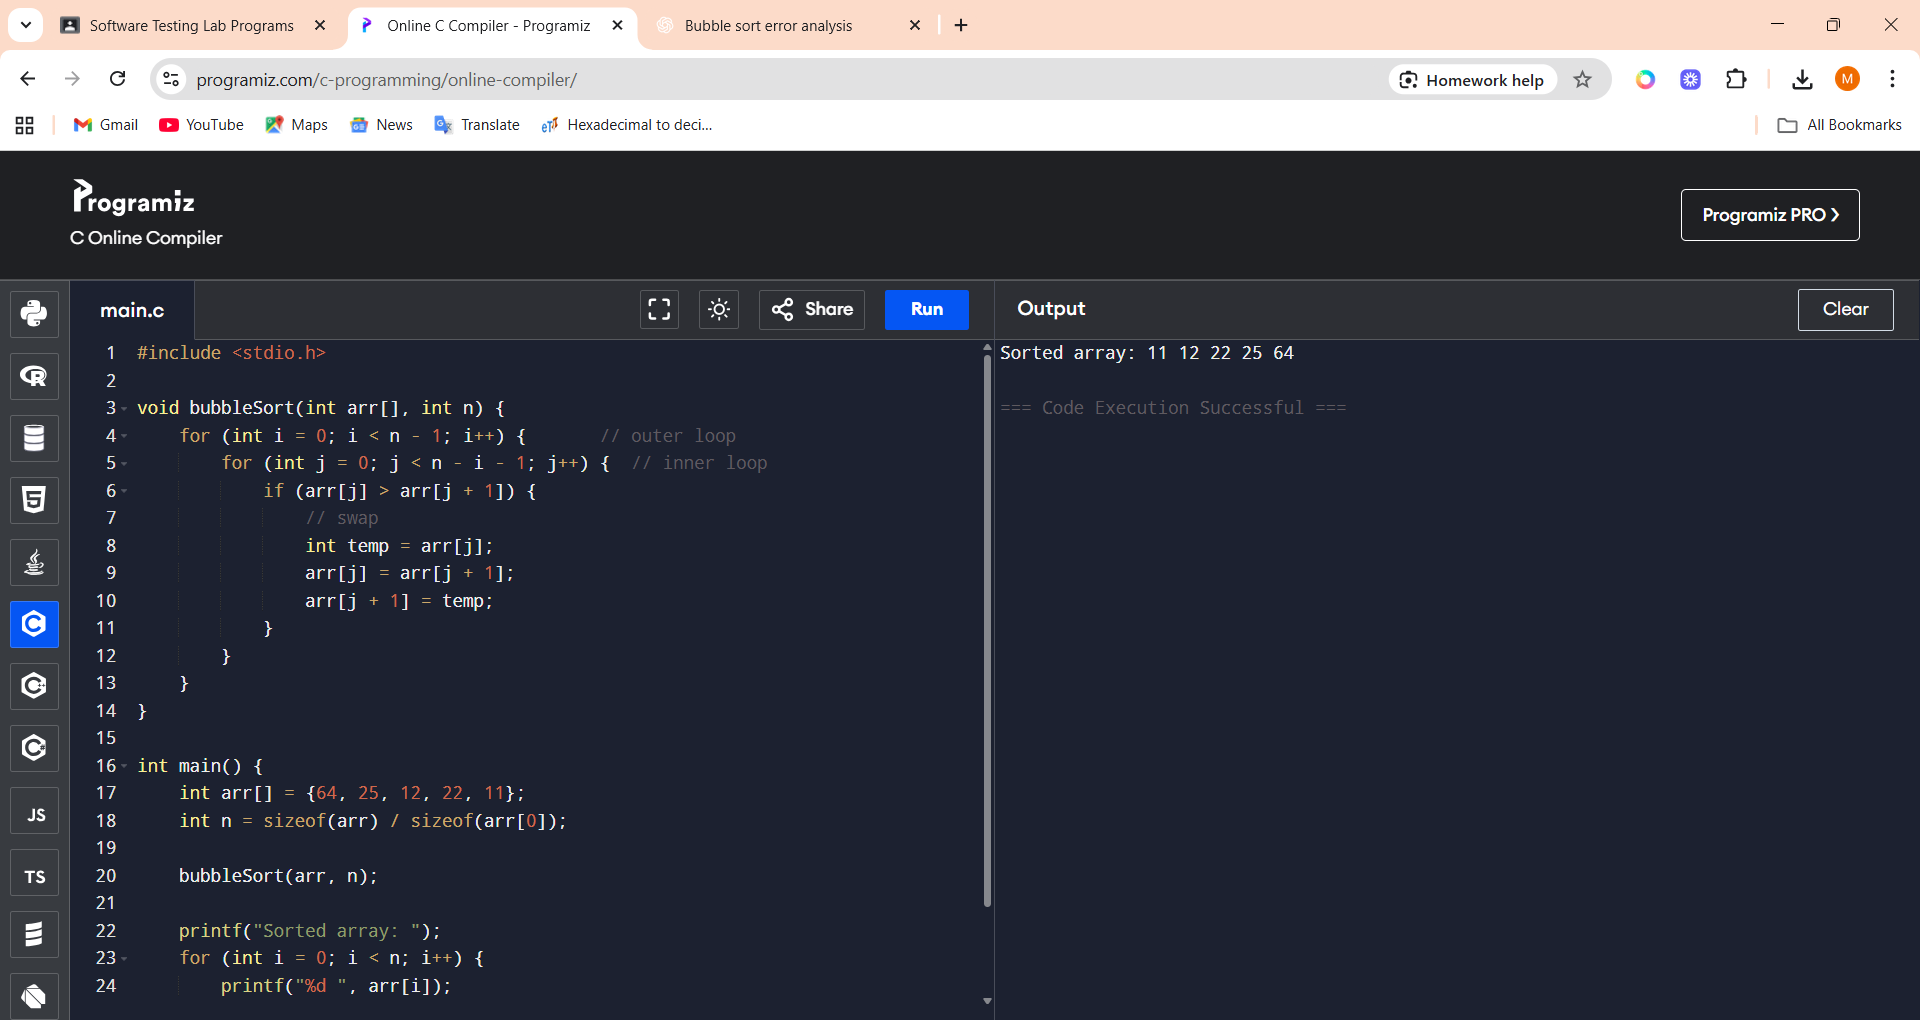 Software Testing Lab Programs
Online C Compiler - Programiz
Bubble sort error analysis
programiz.com/c-programming/online-compiler/
Homework help
M
Gmail
YouTube
Maps
News
Translate
Hexadecimal to deci...
All Bookmarks
Programiz
C Online Compiler
Programiz PRO ❯
main.c
Share
Run
Output
Clear
1 #include <stdio.h>
2
3 void bubbleSort(int arr[], int n) {
4     for (int i = 0; i < n - 1; i++) {       // outer loop
5         for (int j = 0; j < n - i - 1; j++) {  // inner loop
6             if (arr[j] > arr[j + 1]) {
7                 // swap
8                 int temp = arr[j];
9                 arr[j] = arr[j + 1];
10                 arr[j + 1] = temp;
11             }
12         }
13     }
14 }
15
16 int main() {
17     int arr[] = {64, 25, 12, 22, 11};
18     int n = sizeof(arr) / sizeof(arr[0]);
19
20     bubbleSort(arr, n);
21
22     printf("Sorted array: ");
23     for (int i = 0; i < n; i++) {
24         printf("%d ", arr[i]);
Sorted array: 11 12 22 25 64
=== Code Execution Successful ===
R
5
C
JS
TS